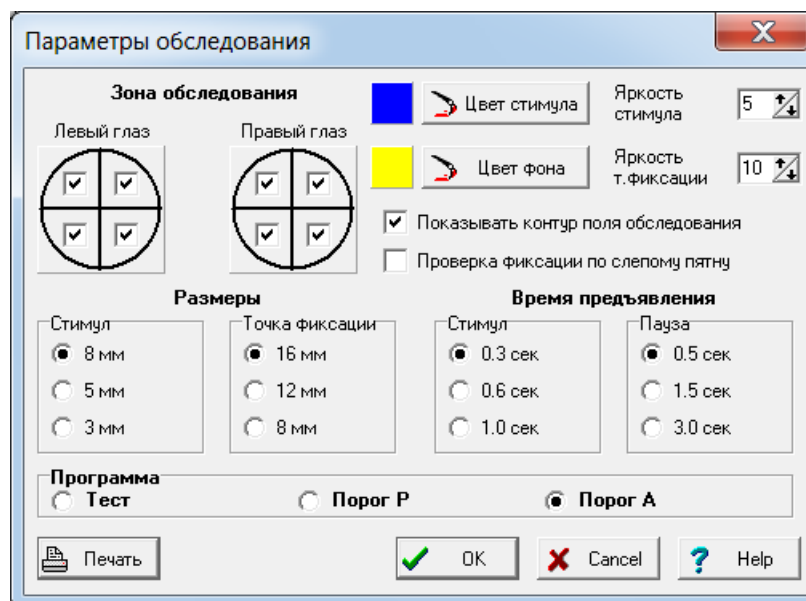 Параметры обследования
Зона обследования
Левый глаз
Правый глаз
Цвет стимула
Яркость
стимула
5
Цвет фона
Яркость
т.фиксации
10
Показывать контур поля обследования
Проверка фиксации по слепому пятну
Размеры
Время предъявления
Стимул
8 мм
5 мм
3 мм
Точка фиксации
16 мм
12 мм
8 мм
Стимул
0.3 сек
0.6 сек
1.0 сек
Пауза
0.5 сек
1.5 сек
3.0 сек
Программа
Тест
Порог Р
Порог А
Печать
OK
Cancel
Help